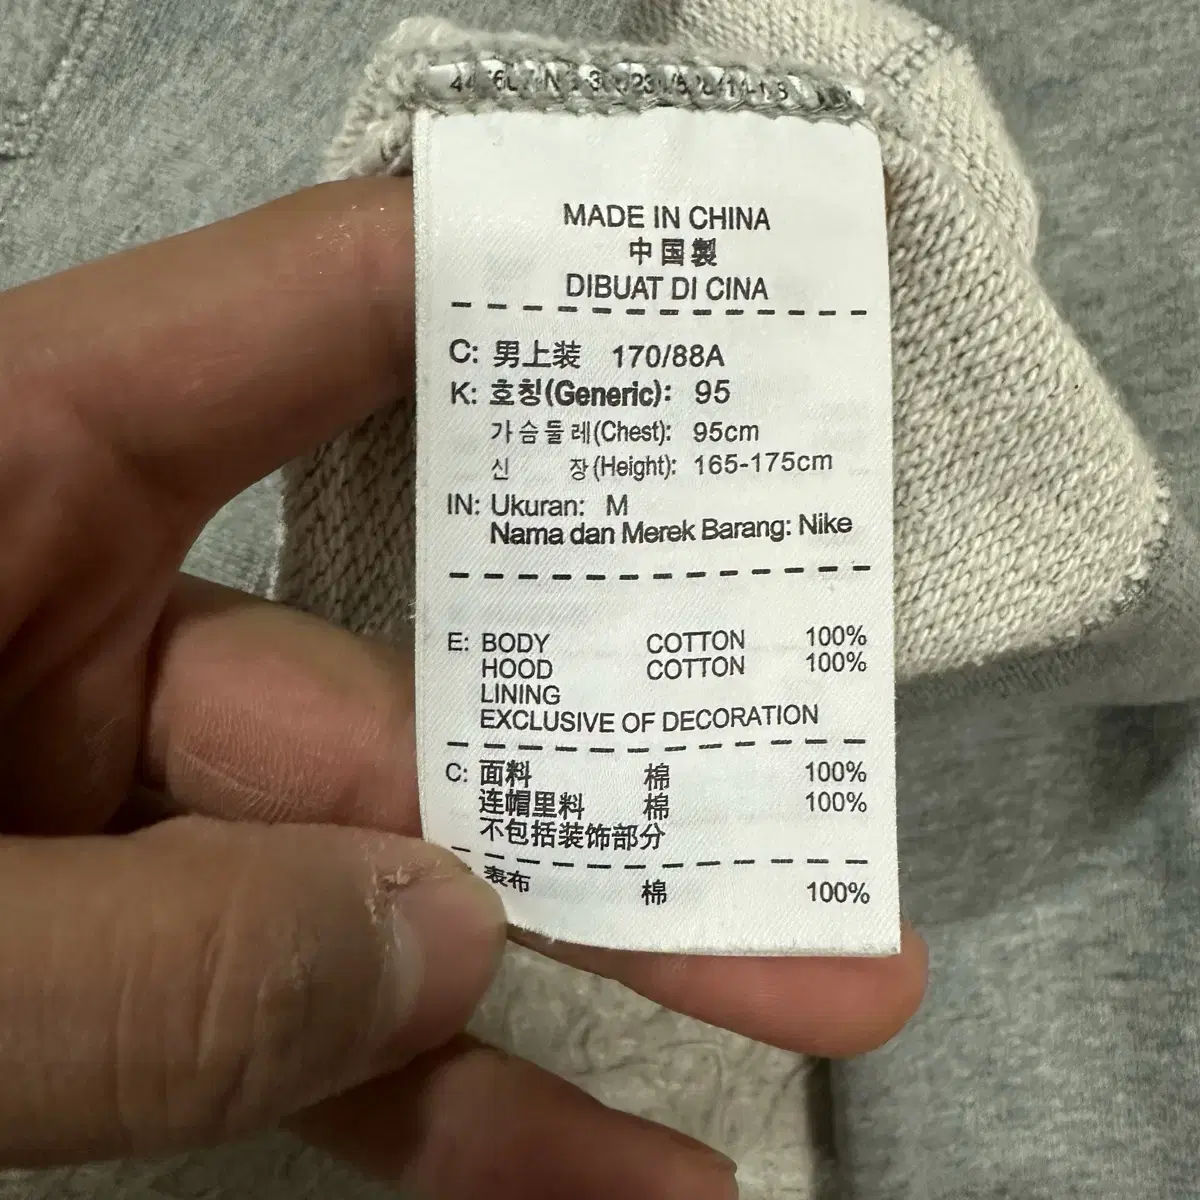 MADE IN CHINA
中国製
DIBUAT DI CINA
C: 男上装 170/88A
K: 호칭(Generic): 95
가슴둘레(Chest): 95cm
신 장(Height): 165-175cm
IN: Ukuran: M
Nama dan Merek Barang: Nike
E: BODY COTTON 100%
HOOD COTTON 100%
LINING
EXCLUSIVE OF DECORATION
C: 面料 棉 100%
连帽里料 棉 100%
不包括装饰部分
表布 棉 100%